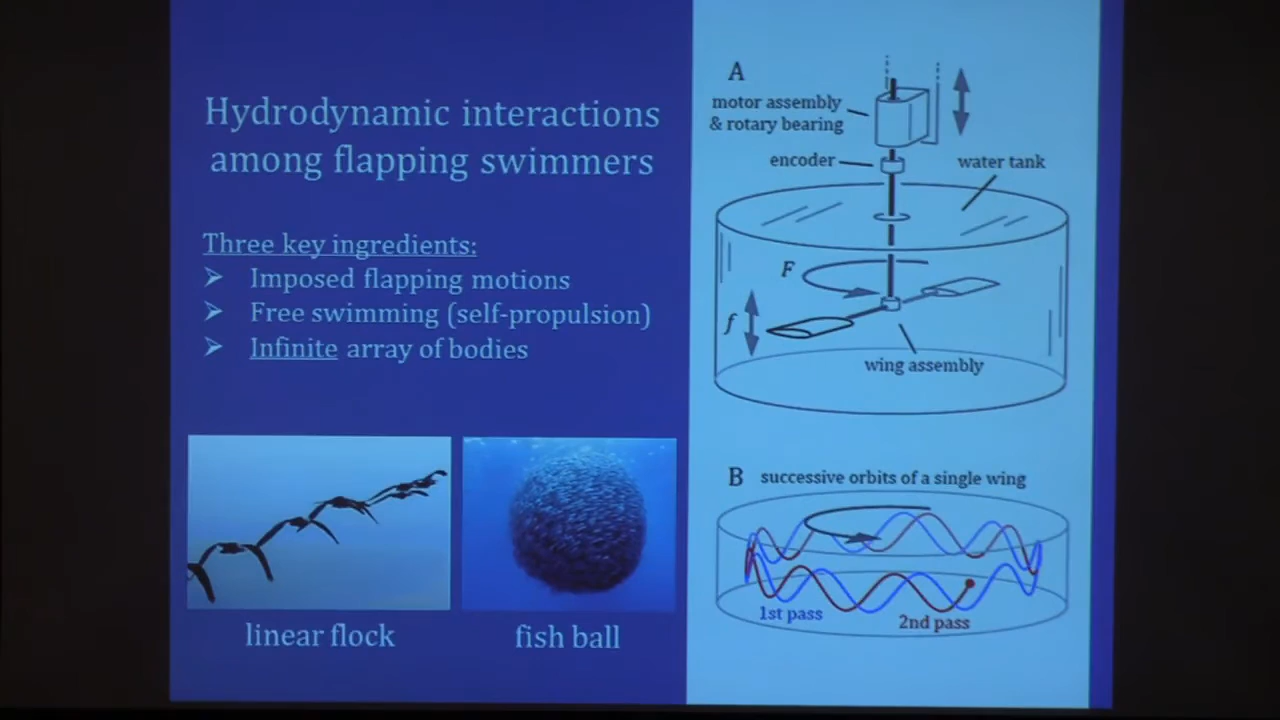 Hydrodynamic interactions
among flapping swimmers
Three key ingredients:
➢ Imposed flapping motions
➢ Free swimming (self-propulsion)
➢ Infinite array of bodies
linear flock
fish ball
A
motor assembly
& rotary bearing
encoder
water tank
F
f
wing assembly
B successive orbits of a single wing
1st pass
2nd pass